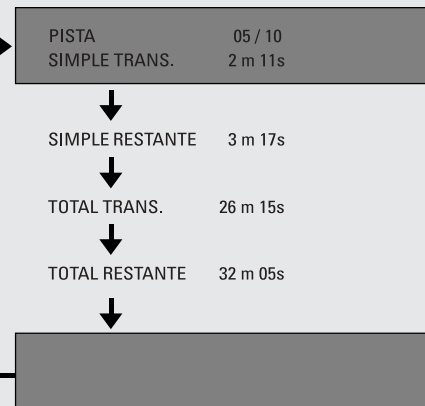 PISTA 05 / 10
SIMPLE TRANS. 2 m 11s
SIMPLE RESTANTE 3 m 17s
TOTAL TRANS. 26 m 15s
TOTAL RESTANTE 32 m 05s